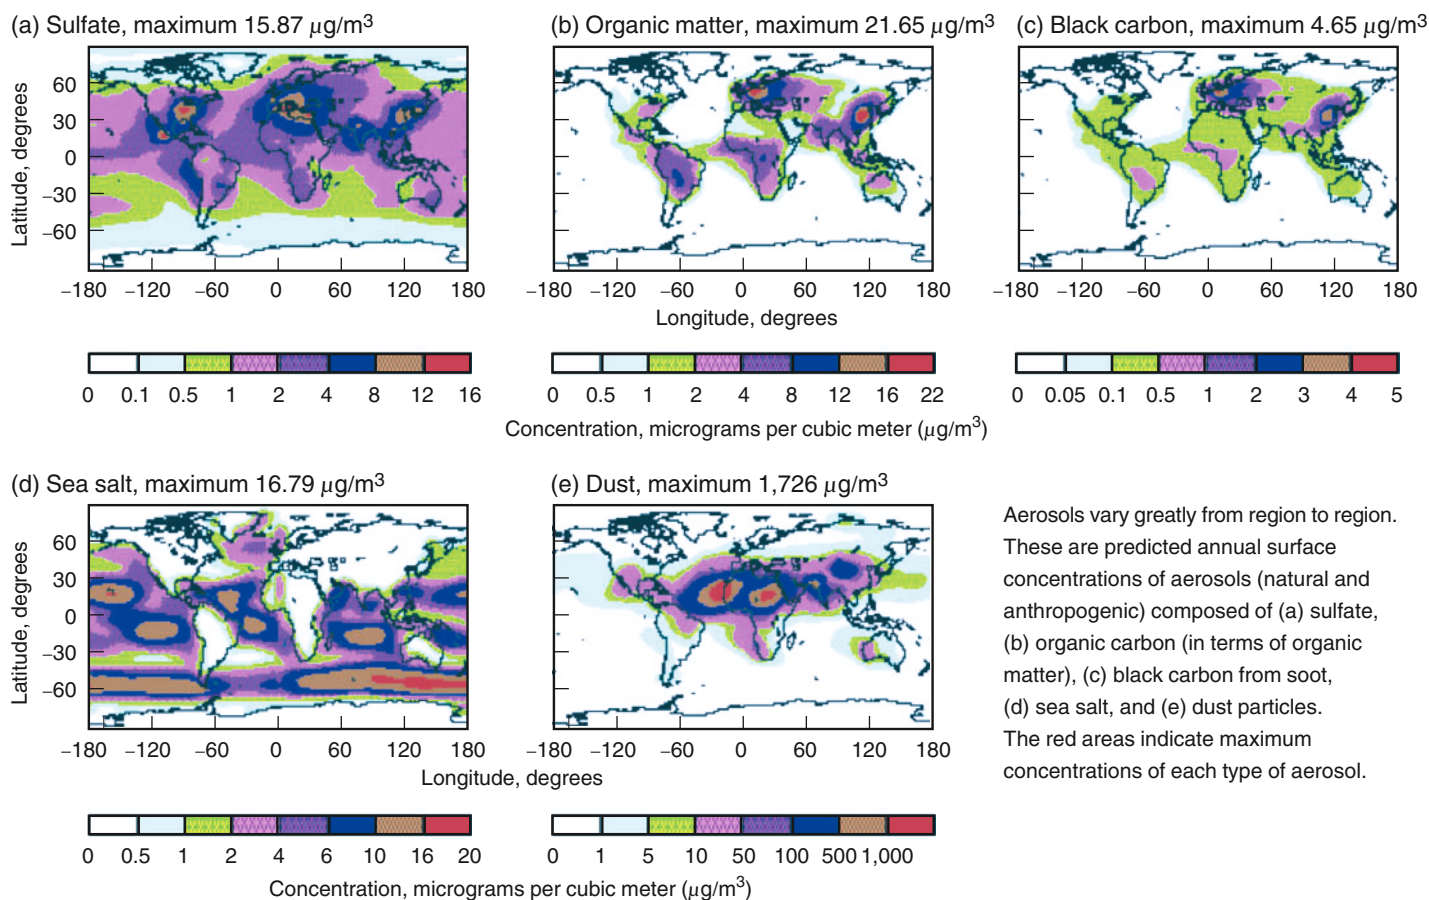 (a) Sulfate, maximum 15.87 μg/m³
(b) Organic matter, maximum 21.65 μg/m³
(c) Black carbon, maximum 4.65 μg/m³
Latitude, degrees
60
30
0
−30
−60
−180 −120 −60 0 60 120 180
−180 −120 −60 0 60 120 180
−180 −120 −60 0 60 120 180
Longitude, degrees
0 0.1 0.5 1 2 4 8 12 16
0 0.5 1 2 4 8 12 16 22
0 0.05 0.1 0.5 1 2 3 4 5
Concentration, micrograms per cubic meter (μg/m³)
(d) Sea salt, maximum 16.79 μg/m³
(e) Dust, maximum 1,726 μg/m³
Latitude, degrees
60
30
0
−30
−60
−180 −120 −60 0 60 120 180
−180 −120 −60 0 60 120 180
Longitude, degrees
0 0.5 1 2 4 6 10 16 20
0 1 5 10 50 100 500 1,000
Concentration, micrograms per cubic meter (μg/m³)
Aerosols vary greatly from region to region.
These are predicted annual surface
concentrations of aerosols (natural and
anthropogenic) composed of (a) sulfate,
(b) organic carbon (in terms of organic
matter), (c) black carbon from soot,
(d) sea salt, and (e) dust particles.
The red areas indicate maximum
concentrations of each type of aerosol.